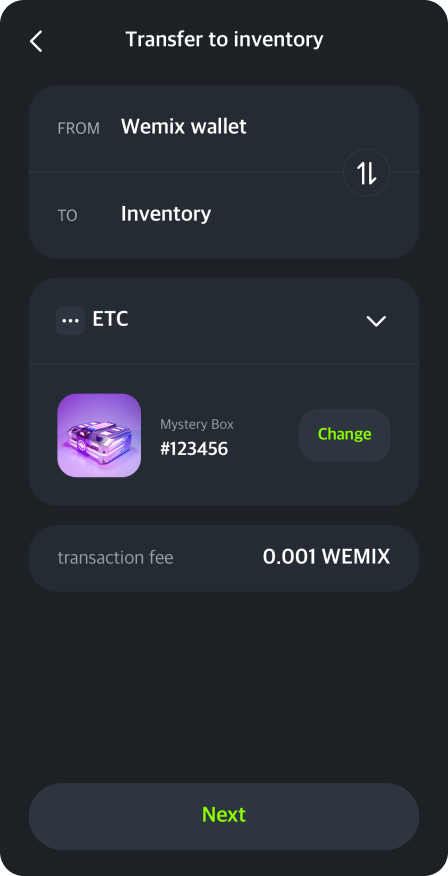 Transfer to inventory
FROM Wemix wallet
TO Inventory
ETC
Mystery Box
#123456
Change
transaction fee 0.001 WEMIX
Next